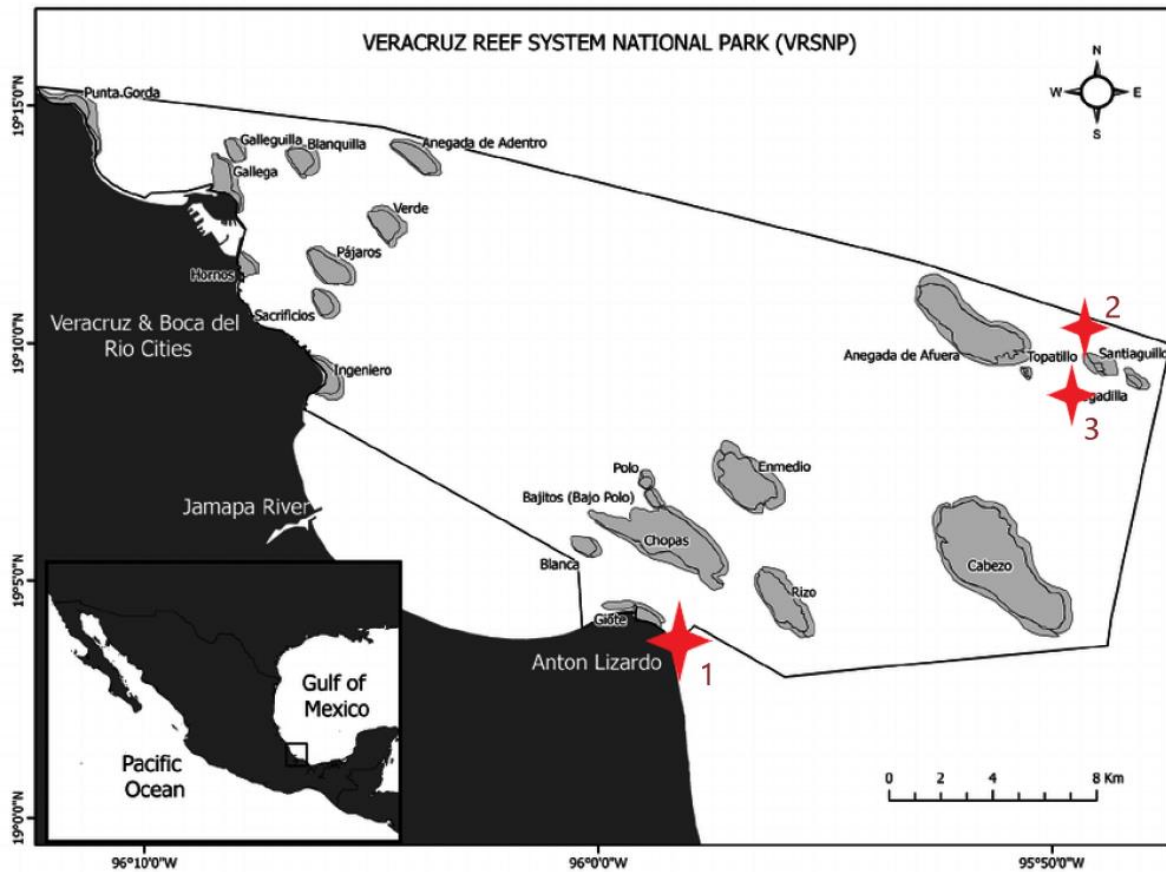 VERACRUZ REEF SYSTEM NATIONAL PARK (VRSNP)
N
W
E
S
19°15'0"N
19°10'0"N
19°5'0"N
19°0'0"N
Punta Gorda
Galleguilla
Blanquilla
Anegada de Adentro
Gallega
Verde
Pájaros
Hornos
Sacrificios
Veracruz & Boca del
Rio Cities
Ingeniero
2
Anegada de Afuera
Topatillo
Santiaguillo
3
Jamapa River
Polo
Enmedio
Bajitos (Bajo Polo)
Chopas
Blanca
Cabezo
Rizo
Giote
Anton Lizardo
1
Gulf of
Mexico
Pacific
Ocean
0 2 4 8 Km
96°10'0"W
96°0'0"W
95°50'0"W